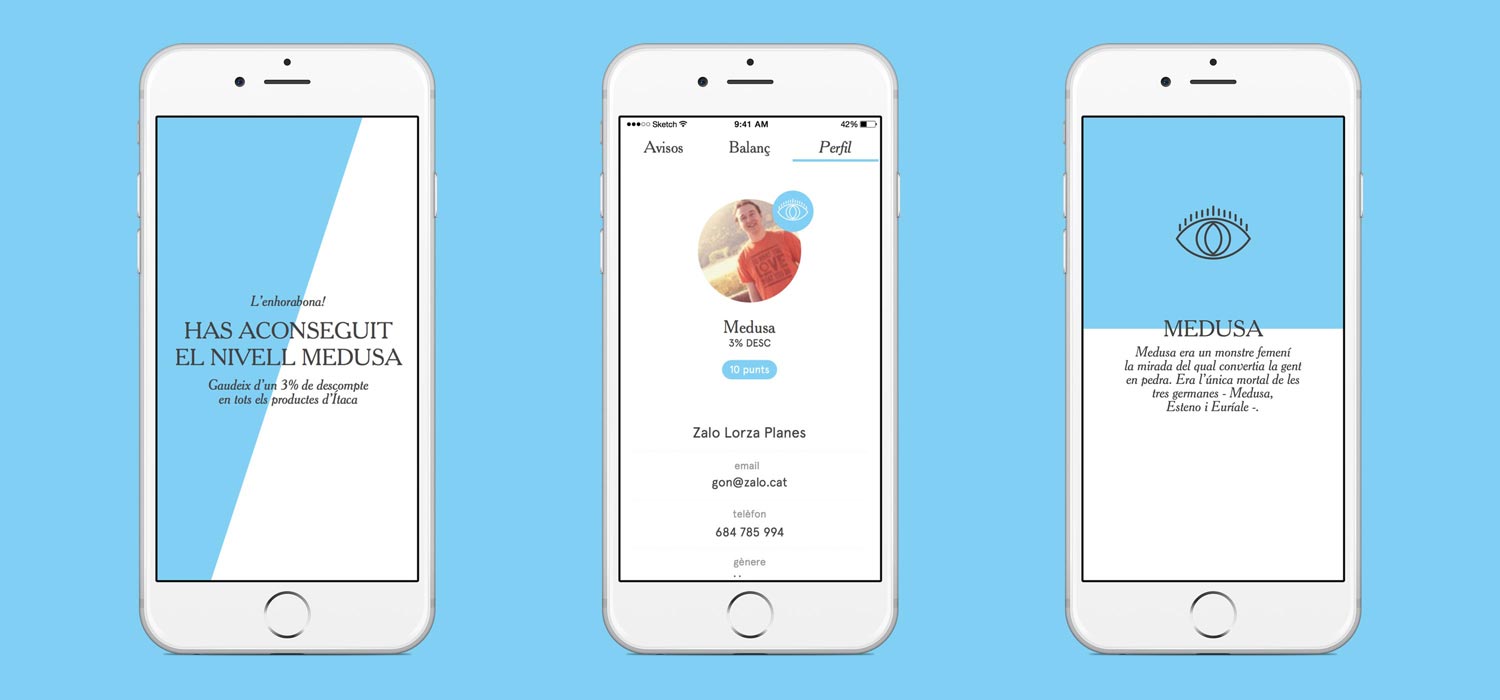 L'enhorabona!
HAS ACONSEGUIT
EL NIVELL MEDUSA
Gaudeix d'un 3% de descompte
en tots els productes d'Ítaca
Sketch 9:41 AM 42%
Avisos Balanç Perfil
LOVE
Medusa
3% DESC
10 punts
Zalo Lorza Planes
email
gon@zalo.cat
telèfon
684 785 994
gènere
MEDUSA
Medusa era un monstre femení
la mirada del qual convertia la gent
en pedra. Era l'única mortal de les
tres germanes - Medusa,
Esteno i Euríale -.